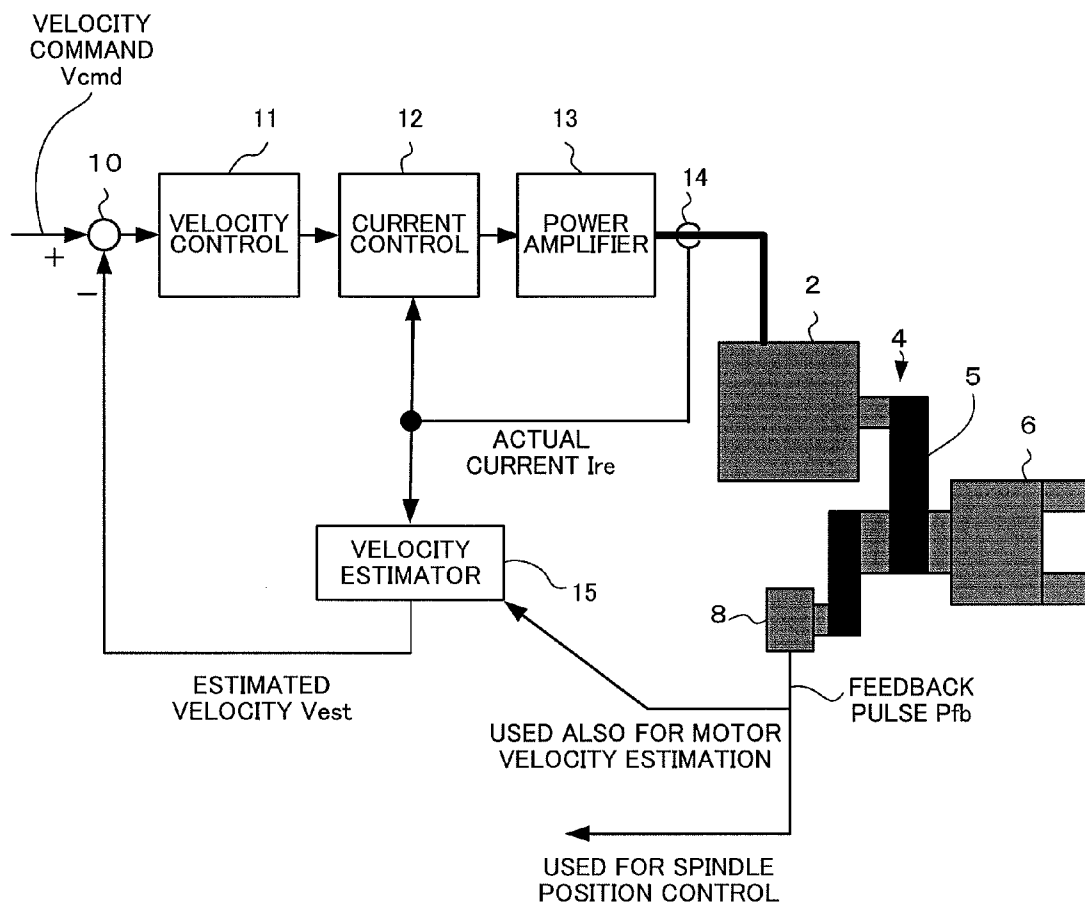 VELOCITY
COMMAND
Vcmd
10
11
12
13
14
+
−
VELOCITY
CONTROL
CURRENT
CONTROL
POWER
AMPLIFIER
2
4
5
6
ACTUAL
CURRENT Ire
VELOCITY
ESTIMATOR
15
8
ESTIMATED
VELOCITY Vest
FEEDBACK
PULSE Pfb
USED ALSO FOR MOTOR
VELOCITY ESTIMATION
USED FOR SPINDLE
POSITION CONTROL